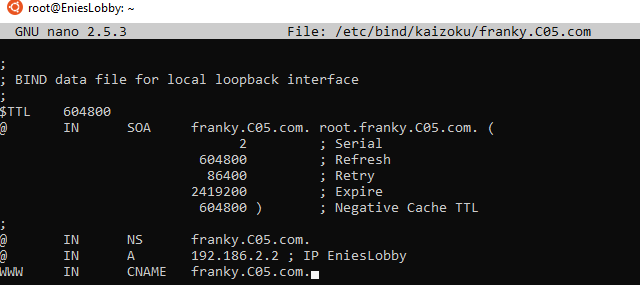 root@EniesLobby: ~
GNU nano 2.5.3 File: /etc/bind/kaizoku/franky.C05.com
;
; BIND data file for local loopback interface
;
$TTL 604800
@ IN SOA franky.C05.com. root.franky.C05.com. (
2 ; Serial
604800 ; Refresh
86400 ; Retry
2419200 ; Expire
604800 ) ; Negative Cache TTL
;
@ IN NS franky.C05.com.
@ IN A 192.186.2.2 ; IP EniesLobby
WWW IN CNAME franky.C05.com.